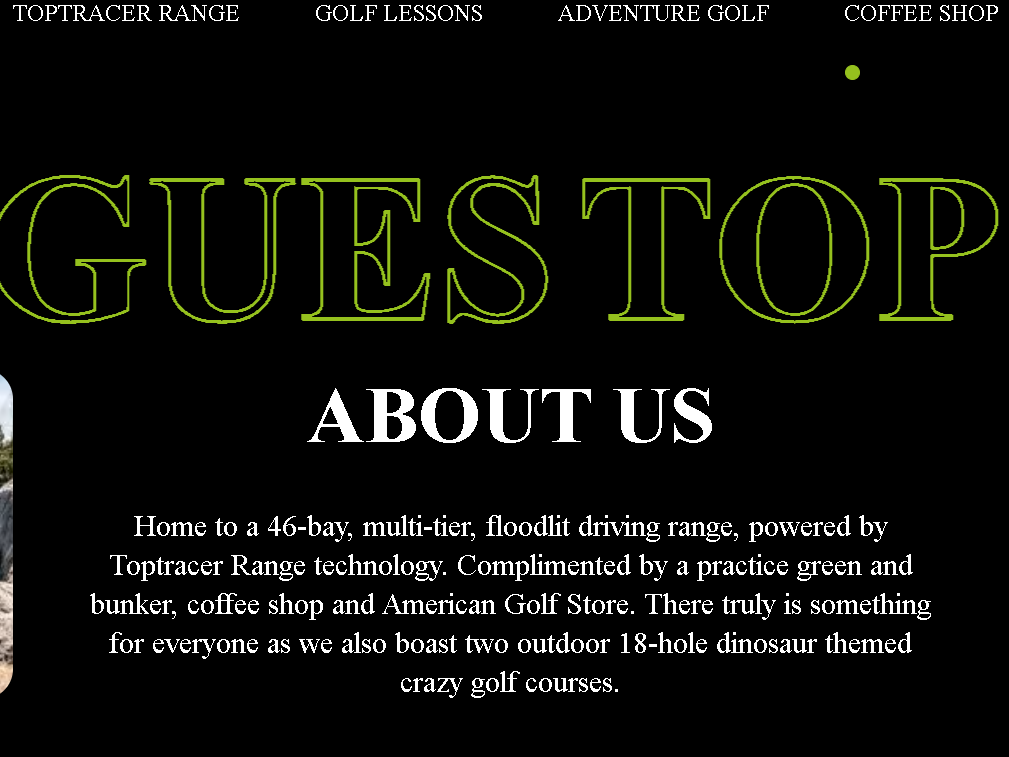 TOPTRACER RANGE GOLF LESSONS ADVENTURE GOLF COFFEE SHOP
GUES TOP
ABOUT US
Home to a 46-bay, multi-tier, floodlit driving range, powered by
Toptracer Range technology. Complimented by a practice green and
bunker, coffee shop and American Golf Store. There truly is something
for everyone as we also boast two outdoor 18-hole dinosaur themed
crazy golf courses.